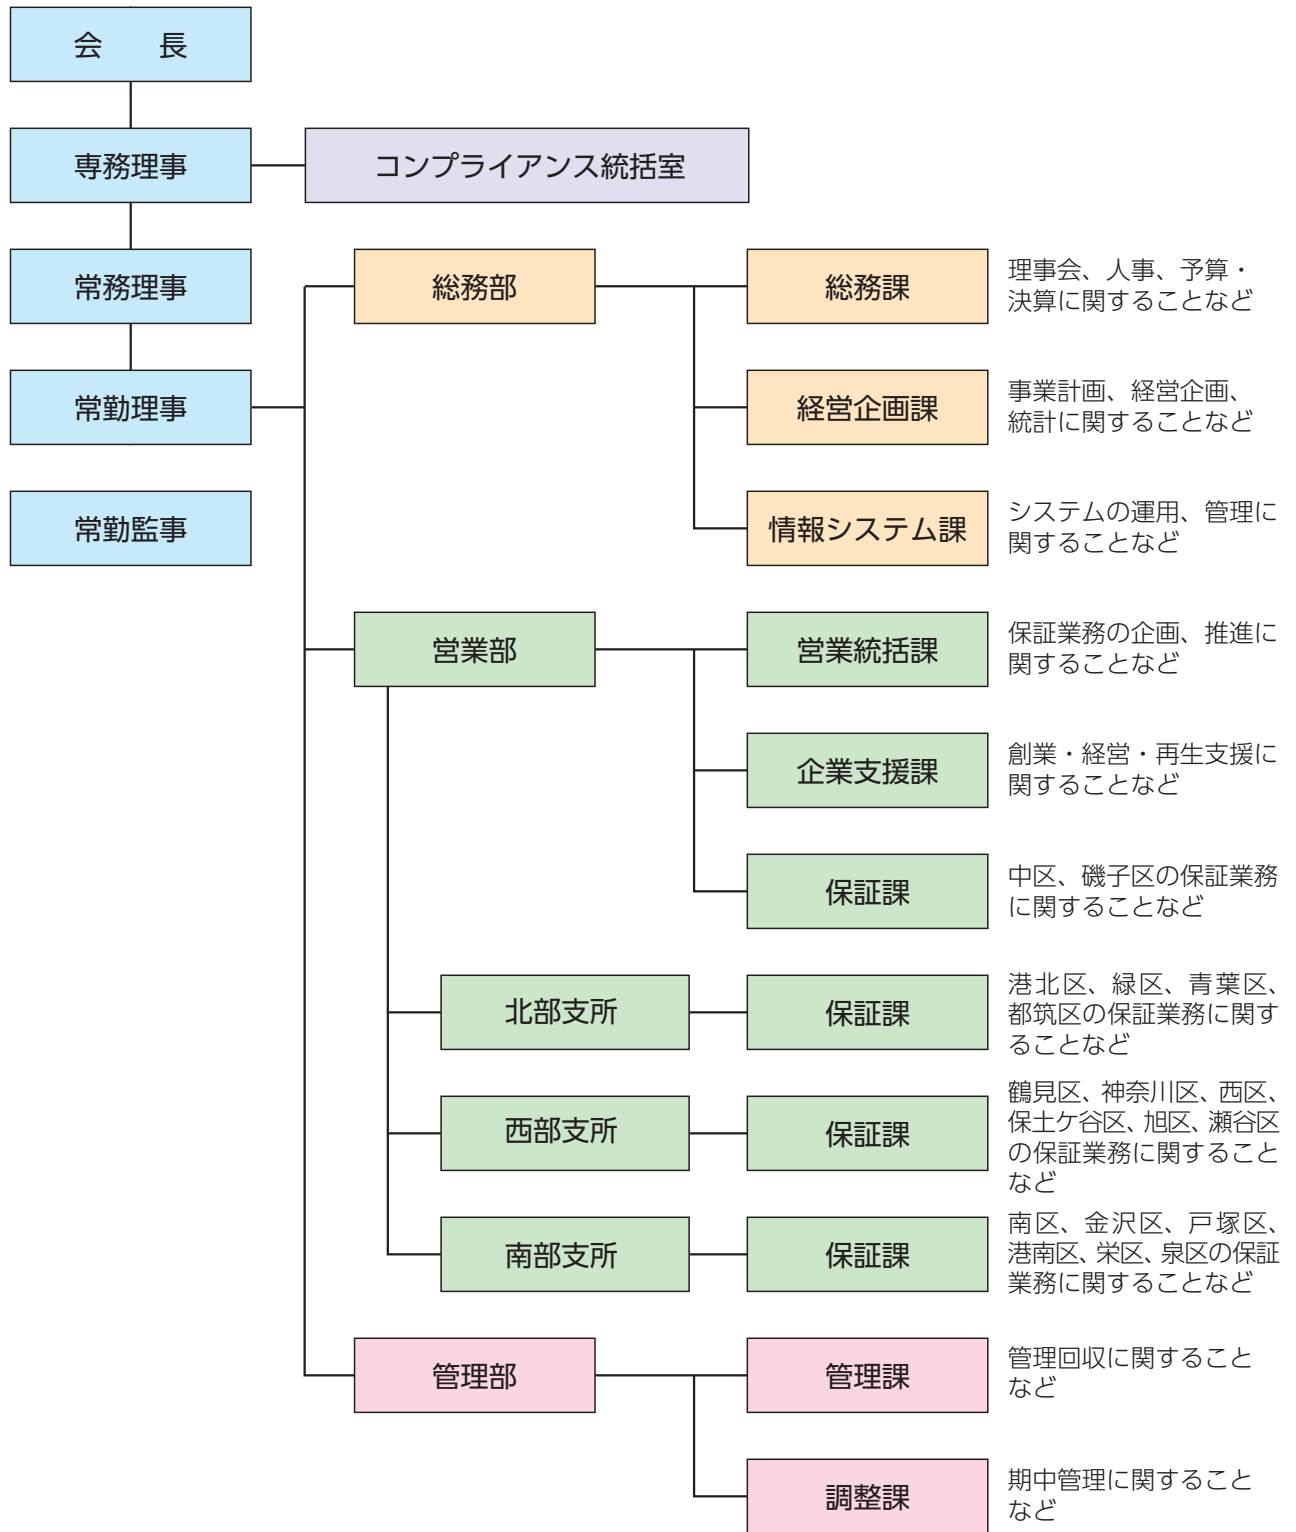 会　　長
専務理事
コンプライアンス統括室
常務理事
総務部
総務課
理事会、人事、予算・
決算に関することなど
常勤理事
経営企画課
事業計画、経営企画、
統計に関することなど
常勤監事
情報システム課
システムの運用、管理に
関することなど
営業部
営業統括課
保証業務の企画、推進に
関することなど
企業支援課
創業・経営・再生支援に
関することなど
保証課
中区、磯子区の保証業務
に関することなど
北部支所
保証課
港北区、緑区、青葉区、
都筑区の保証業務に関す
ることなど
西部支所
保証課
鶴見区、神奈川区、西区、
保土ケ谷区、旭区、瀬谷区
の保証業務に関すること
など
南部支所
保証課
南区、金沢区、戸塚区、
港南区、栄区、泉区の保証
業務に関することなど
管理部
管理課
管理回収に関すること
など
調整課
期中管理に関すること
など